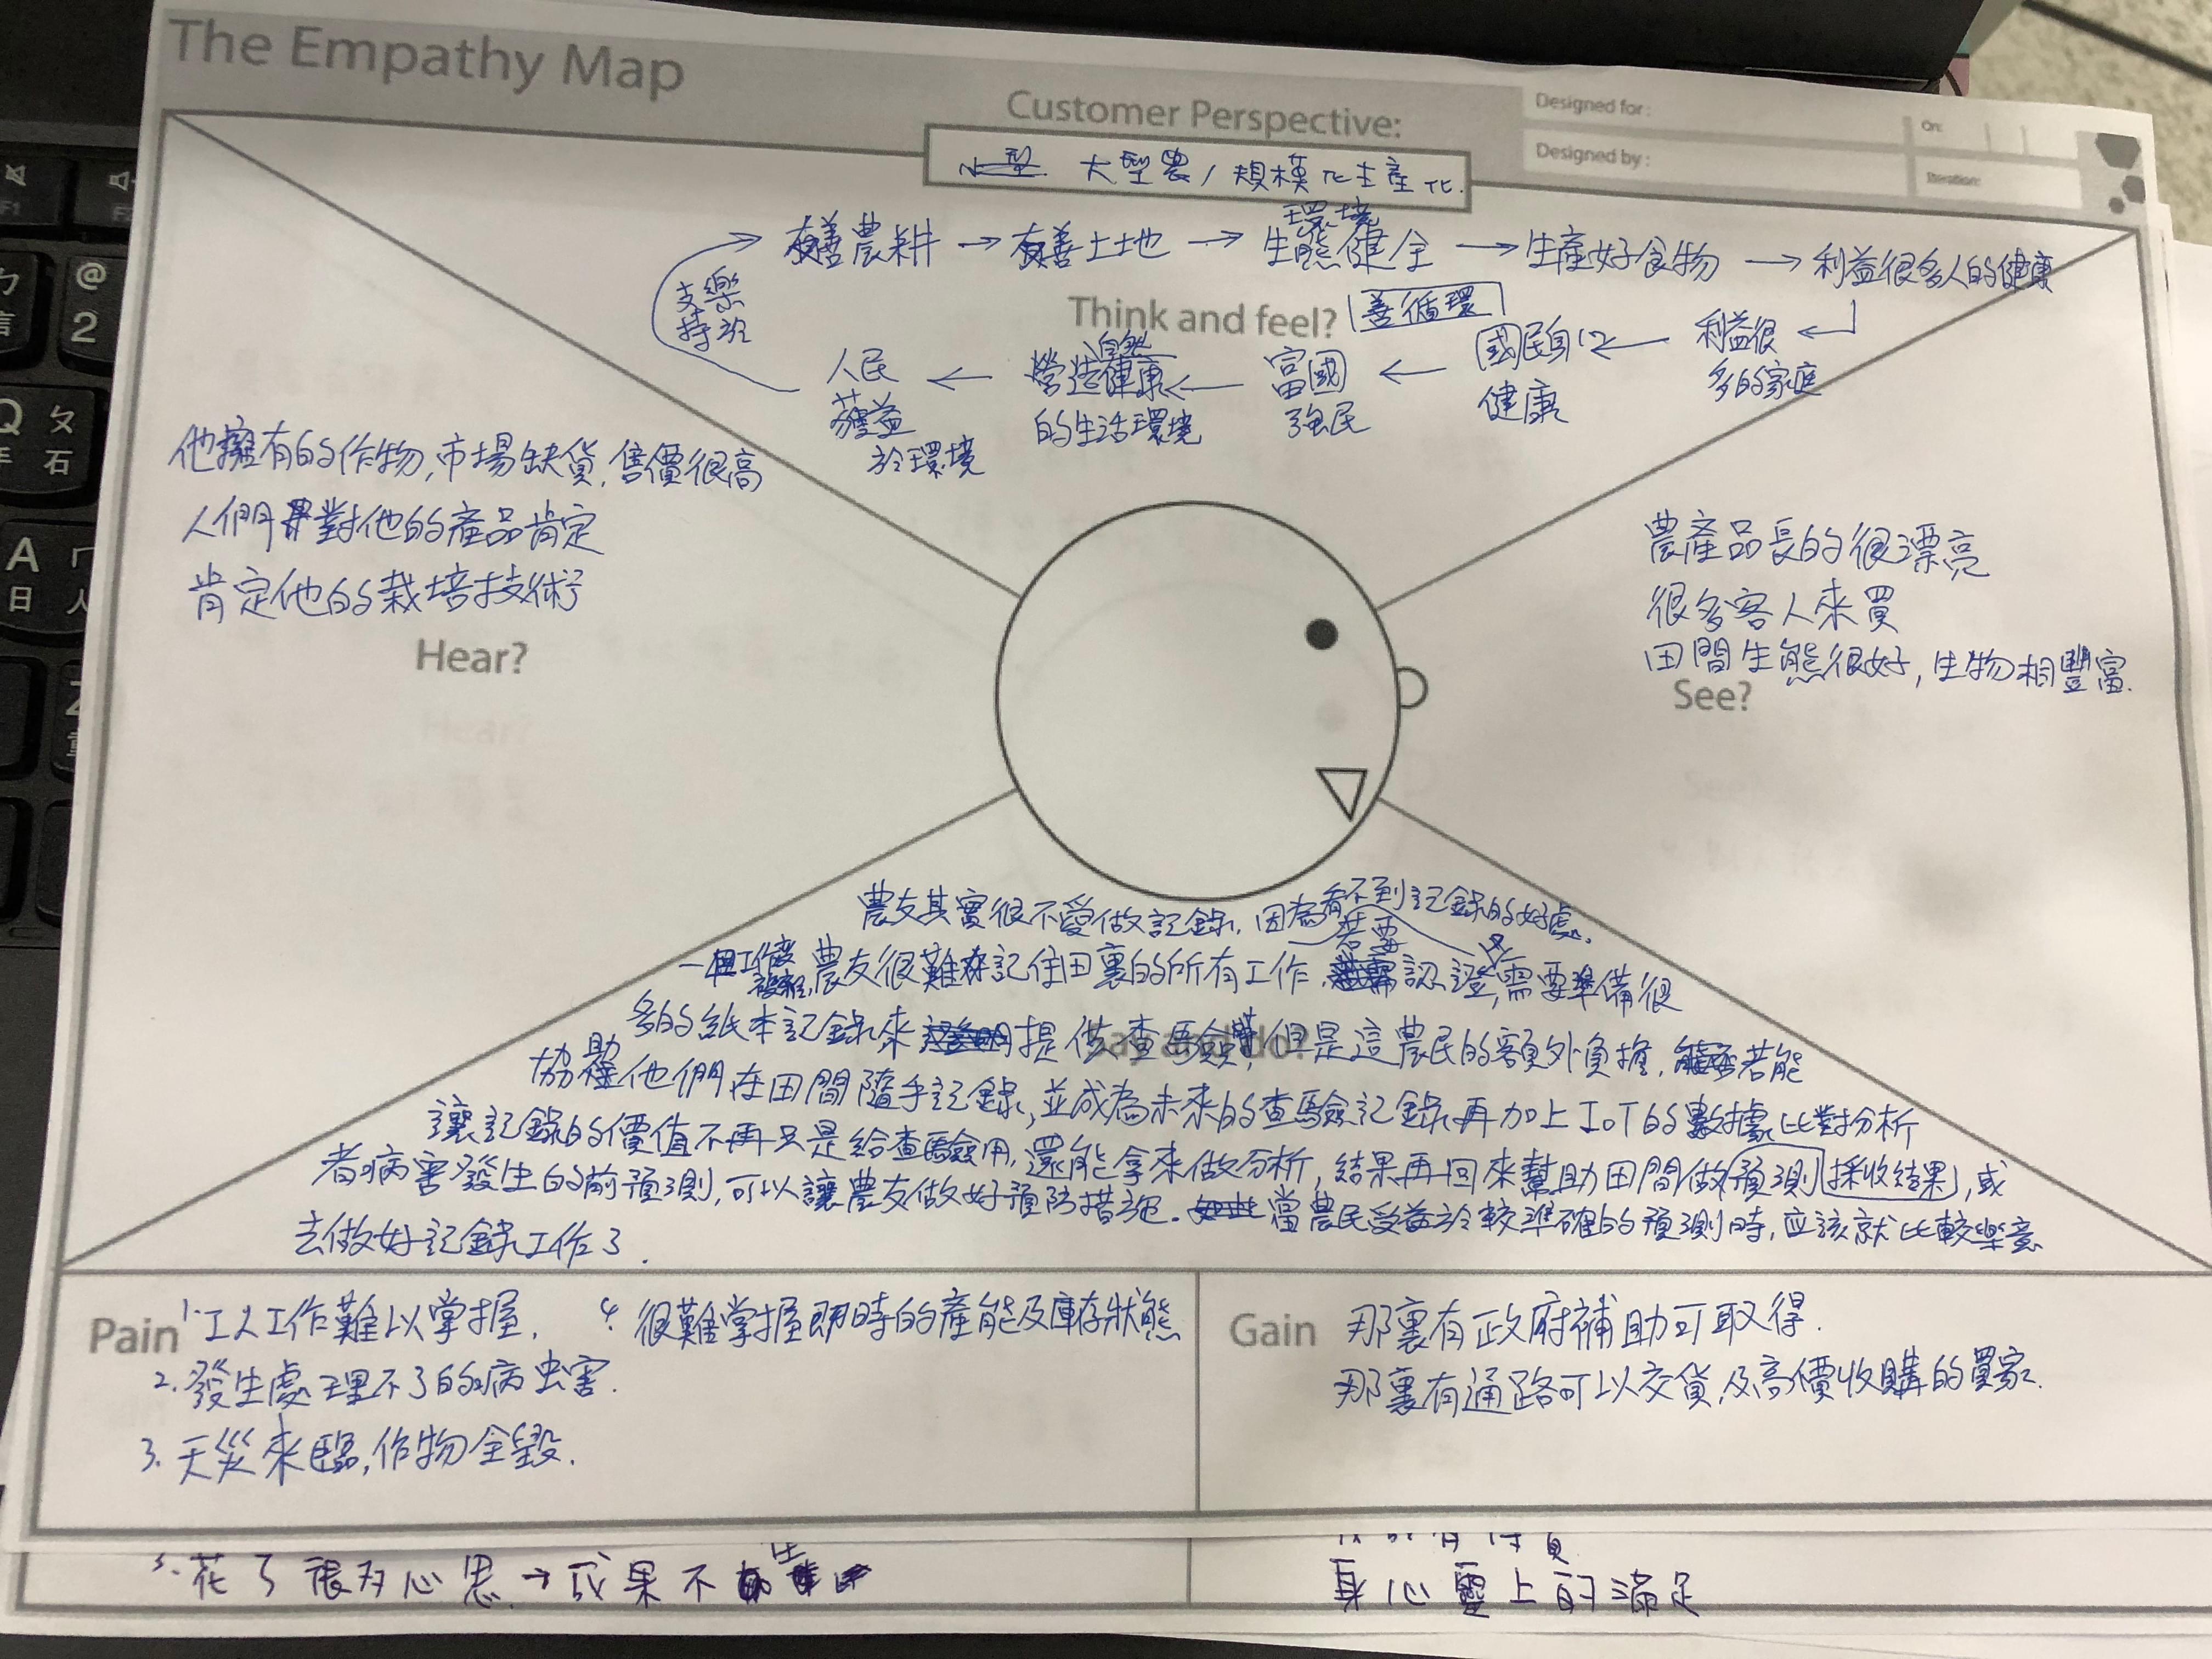 The Empathy Map
Customer Perspective:
Designed for:
On:
Designed by:
Iteration:
大型農/規模化生產化.
友善農耕 → 友善土地 → 環境生態健全 → 生產好食物 → 利益很多人的健康
支持 樂於
Think and feel?
善循環
利益很多的家庭
國民身心健康
富國強民
營造自然健康的生活環境
人民獲益於環境
他擁有的作物,市場缺貨,售價很高
人們對他的產品肯定
肯定他的栽培技術
Hear?
農產品長的很漂亮
很多客人來買
田間生態很好,生物相豐富.
See?
農友其實很不愛做記錄,因為看不到記錄的好處.
農友很難記住田裏的所有工作,若要認證,需要準備很
多的紙本記錄來提供查驗,但是這農民的額外負擔,若能
Say and do?
協助他們在田間隨手記錄,並成為未來的查驗記錄再加上IoT的數據比對分析
讓記錄的價值不再只是給查驗用,還能拿來做分析,結果再回來幫助田間做預測採收結果,或
者病害發生的前預測,可以讓農友做好預防措施.當農民受益於較準確的預測時,应該就比較樂意
去做好記錄工作了.
Pain
1.工人工作難以掌握.
2.發生處理不了的病虫害.
3.天災來臨,作物全毀.
4.很難掌握即時的產能及庫存狀態
Gain
那裏有政府補助可取得.
那裏有通路可以交貨,及高價收購的買家.
3.花了很多心思→成果不
身心靈上的滿足